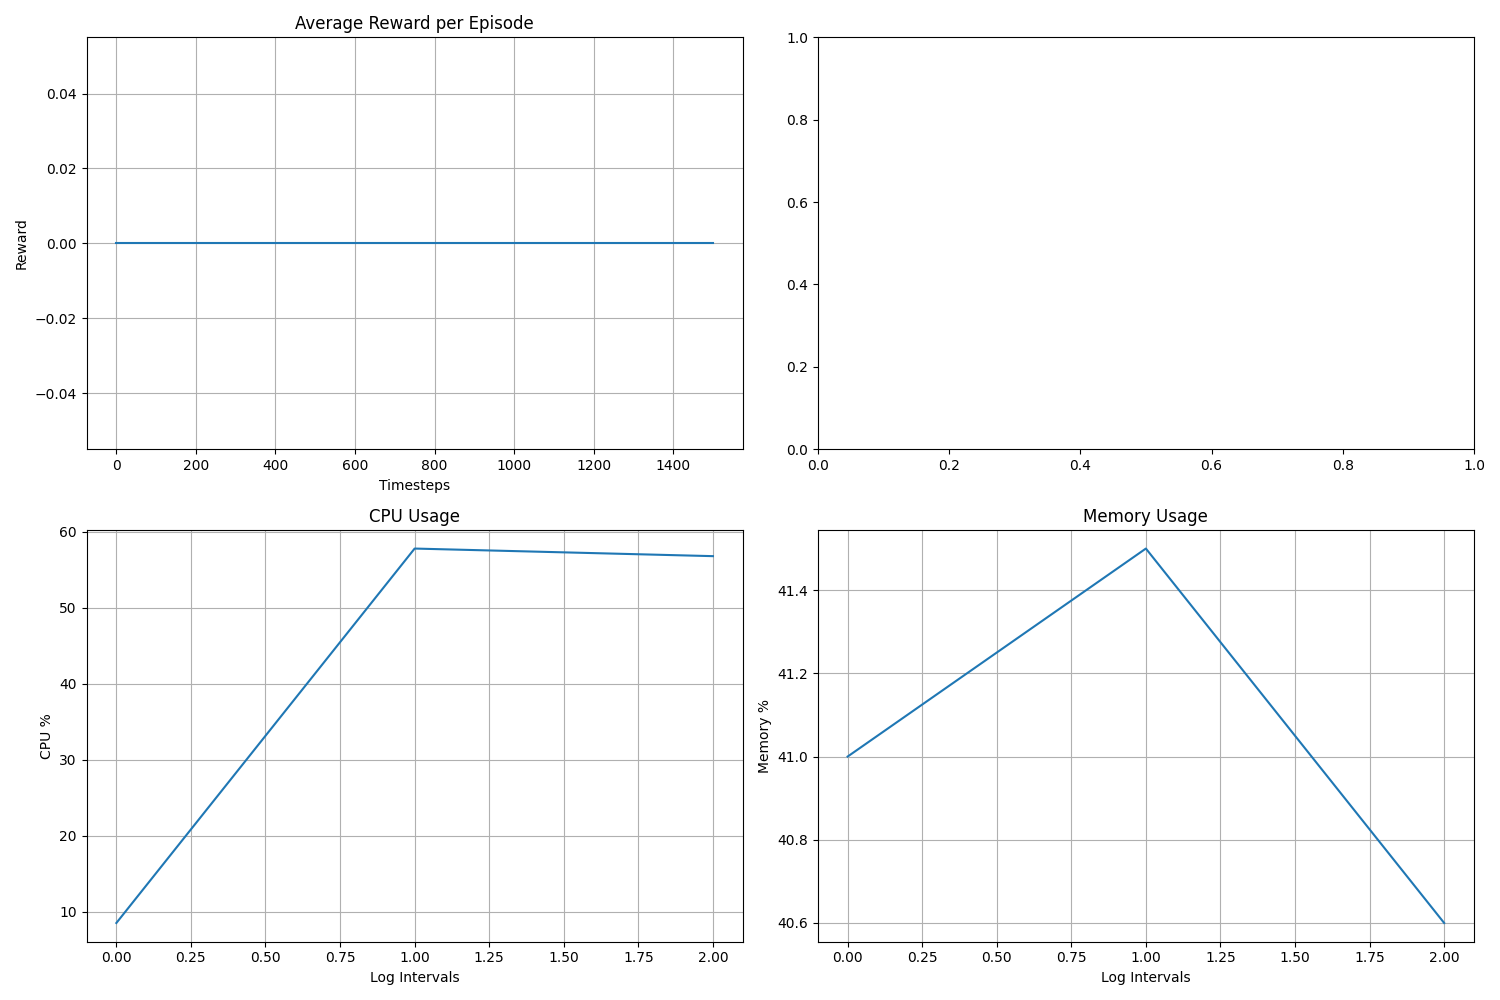 Average Reward per Episode
0.04
0.02
0.00
−0.02
−0.04
Reward
0 200 400 600 800 1000 1200 1400
Timesteps
1.0
0.8
0.6
0.4
0.2
0.0
0.0 0.2 0.4 0.6 0.8 1.0
CPU Usage
60
50
40
30
20
10
CPU %
0.00 0.25 0.50 0.75 1.00 1.25 1.50 1.75 2.00
Log Intervals
Memory Usage
41.4
41.2
41.0
40.8
40.6
Memory %
0.00 0.25 0.50 0.75 1.00 1.25 1.50 1.75 2.00
Log Intervals